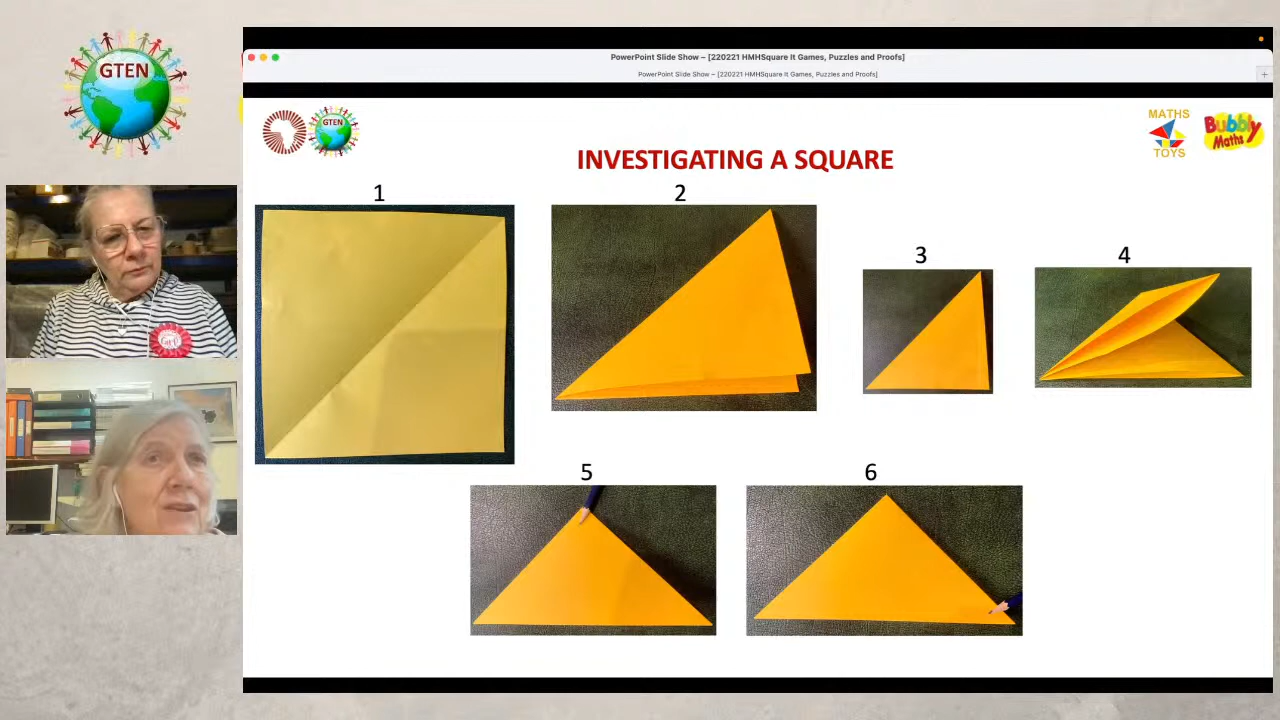 GTEN
PowerPoint Slide Show – [220221 HMHSquare It Games, Puzzles and Proofs]
PowerPoint Slide Show – [220221 HMHSquare It Games, Puzzles and Proofs]
GTEN
MATHS
TOYS
Bubbly
Maths
INVESTIGATING A SQUARE
1
2
3
4
5
6